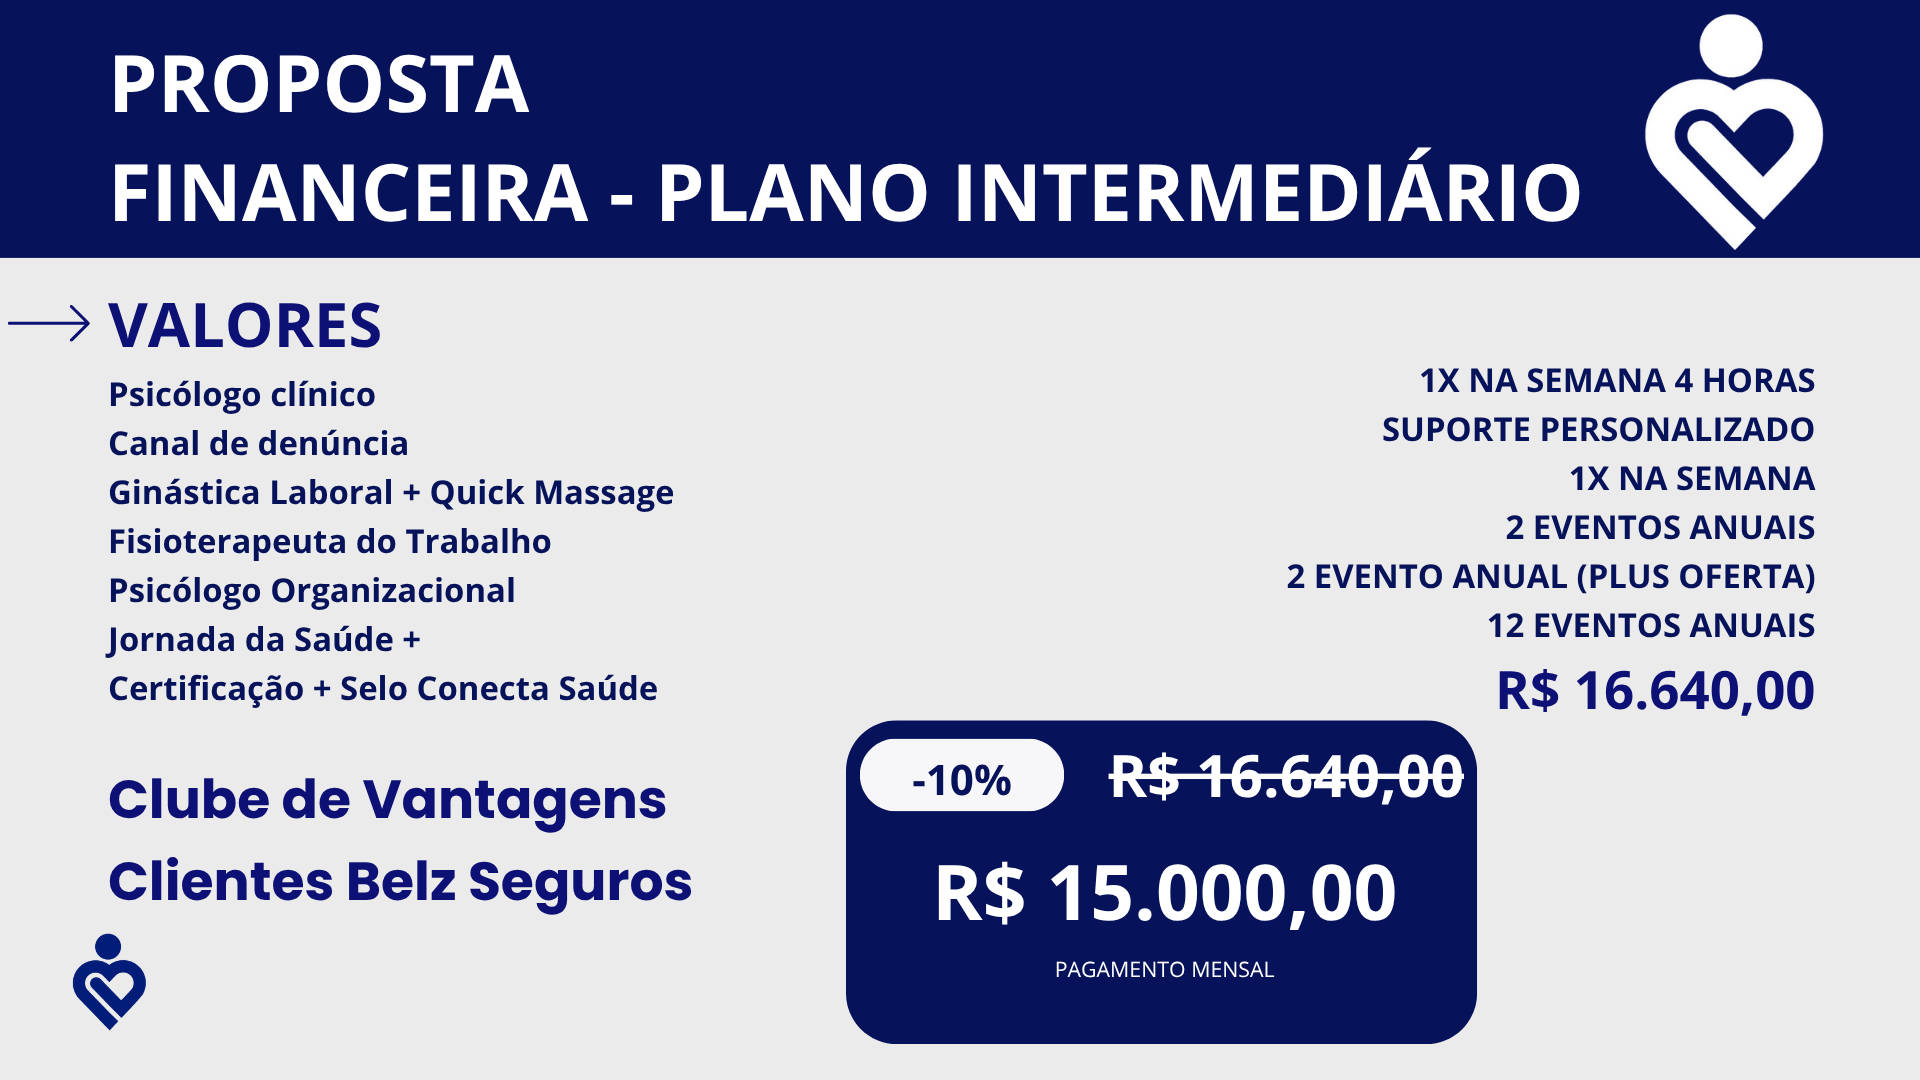 PROPOSTA
FINANCEIRA - PLANO INTERMEDIÁRIO
VALORES
Psicólogo clínico
1X NA SEMANA 4 HORAS
Canal de denúncia
SUPORTE PERSONALIZADO
Ginástica Laboral + Quick Massage
1X NA SEMANA
Fisioterapeuta do Trabalho
2 EVENTOS ANUAIS
Psicólogo Organizacional
2 EVENTO ANUAL (PLUS OFERTA)
Jornada da Saúde +
12 EVENTOS ANUAIS
Certificação + Selo Conecta Saúde
R$ 16.640,00
Clube de Vantagens
Clientes Belz Seguros
-10%
R$ 16.640,00
R$ 15.000,00
PAGAMENTO MENSAL